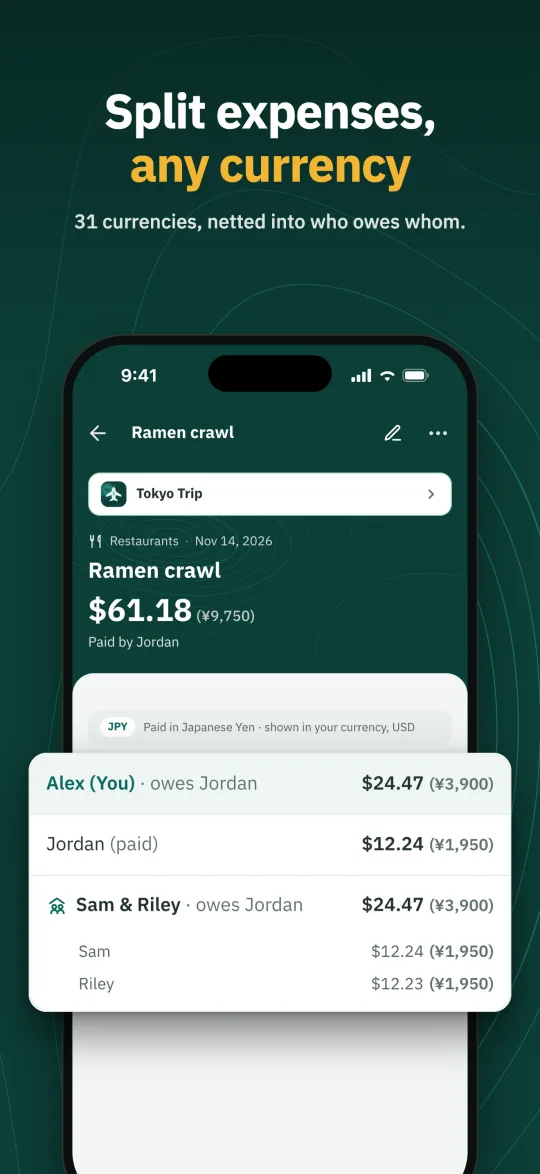 Split expenses,
any currency
31 currencies, netted into who owes whom.
9:41
Ramen crawl
Tokyo Trip
Restaurants · Nov 14, 2026
Ramen crawl
$61.18 (¥9,750)
Paid by Jordan
JPY Paid in Japanese Yen · shown in your currency, USD
Alex (You) · owes Jordan $24.47 (¥3,900)
Jordan (paid) $12.24 (¥1,950)
Sam & Riley · owes Jordan $24.47 (¥3,900)
Sam $12.24 (¥1,950)
Riley $12.23 (¥1,950)